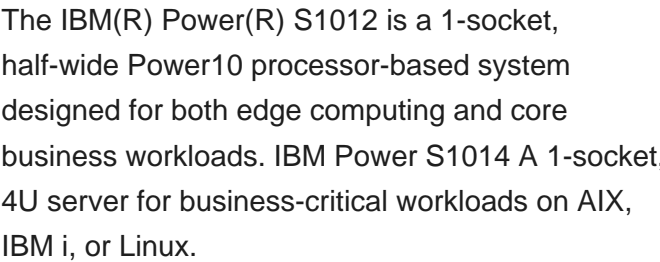 The IBM(R) Power(R) S1012 is a 1-socket,
half-wide Power10 processor-based system
designed for both edge computing and core
business workloads. IBM Power S1014 A 1-socket,
4U server for business-critical workloads on AIX,
IBM i, or Linux.